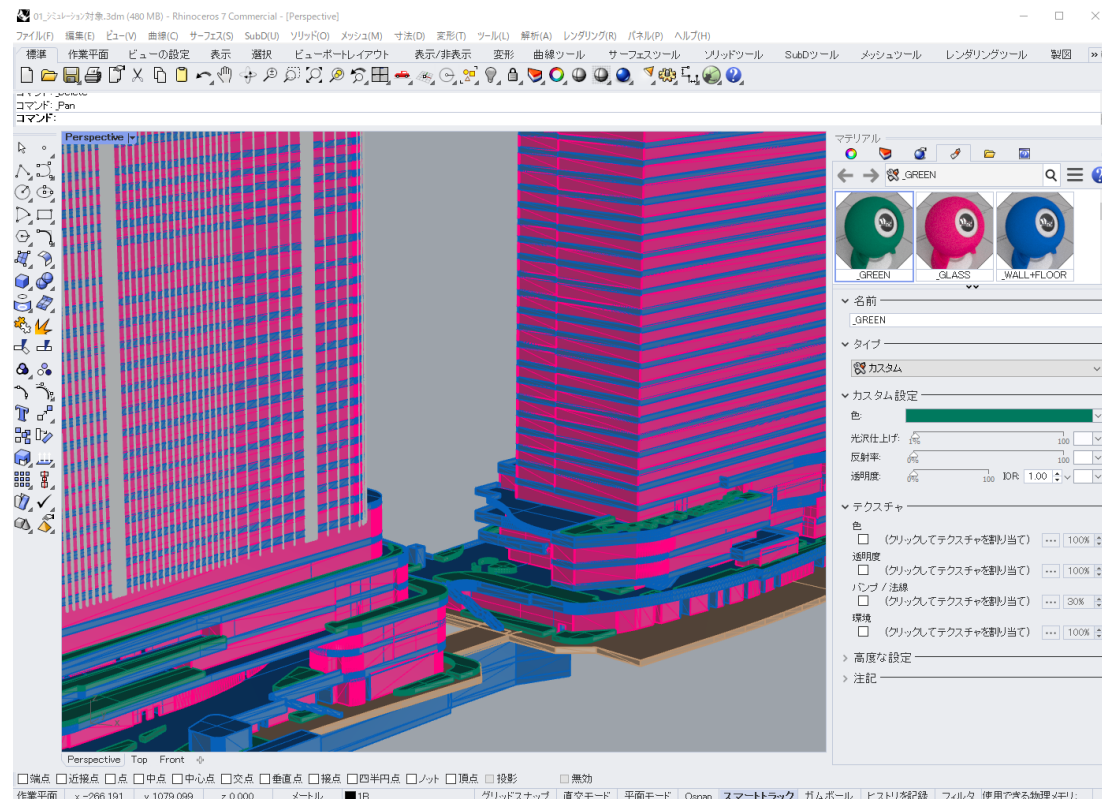 01_シミュレーション対象.3dm (480 MB) - Rhinoceros 7 Commercial - [Perspective]
ファイル(F) 編集(E) ビュー(V) 曲線(C) サーフェス(S) SubD(U) ソリッド(O) メッシュ(M) 寸法(D) 変形(T) ツール(L) 解析(A) レンダリング(R) パネル(P) ヘルプ(H)
標準 作業平面 ビューの設定 表示 選択 ビューポートレイアウト 表示/非表示 変形 曲線ツール サーフェスツール ソリッドツール SubDツール メッシュツール レンダリングツール 製図 »
コマンド: _Delete
コマンド: _Pan
コマンド:
Perspective
マテリアル
_GREEN
_GREEN _GLASS _WALL+FLOOR
名前
_GREEN
タイプ
カスタム
カスタム設定
色:
光沢仕上げ: 1% 100
反射率: 0% 100
透明度: 0% 100 IOR: 1.00
テクスチャ
色
(クリックしてテクスチャを割り当て) ... 100%
透明度
(クリックしてテクスチャを割り当て) ... 100%
バンプ / 法線
(クリックしてテクスチャを割り当て) ... 30%
環境
(クリックしてテクスチャを割り当て) ... 100%
高度な設定
注記
Perspective Top Front
端点 近接点 点 中点 中心点 交点 垂直点 接点 四半円点 ノット 頂点 投影 無効
作業平面 x -266.191 y 1079.099 z 0.000 メートル 1B グリッドスナップ 直交モード 平面モード Osnap スマートトラック ガムボール ヒストリを記録 フィルタ 使用できる物理メモリ: